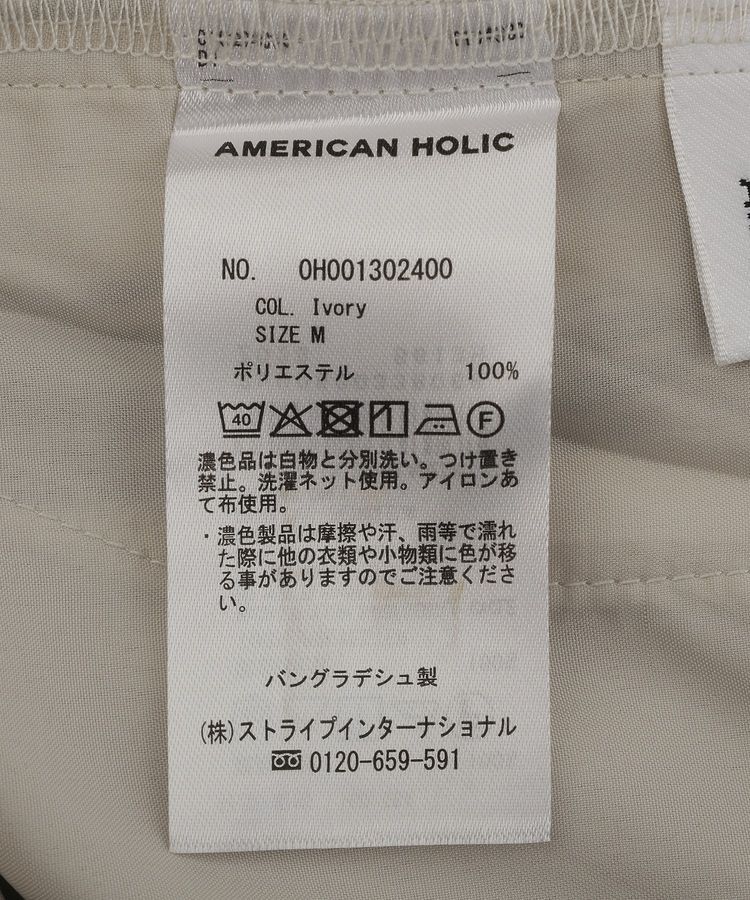 AMERICAN HOLIC
NO. OH001302400
COL. Ivory
SIZE M
ポリエステル 100%
40 F
濃色品は白物と分別洗い。つけ置き
禁止。洗濯ネット使用。アイロンあ
て布使用。
・濃色製品は摩擦や汗、雨等で濡れ
た際に他の衣類や小物類に色が移
る事がありますのでご注意くださ
い。
バングラデシュ製
(株)ストライプインターナショナル
0120-659-591